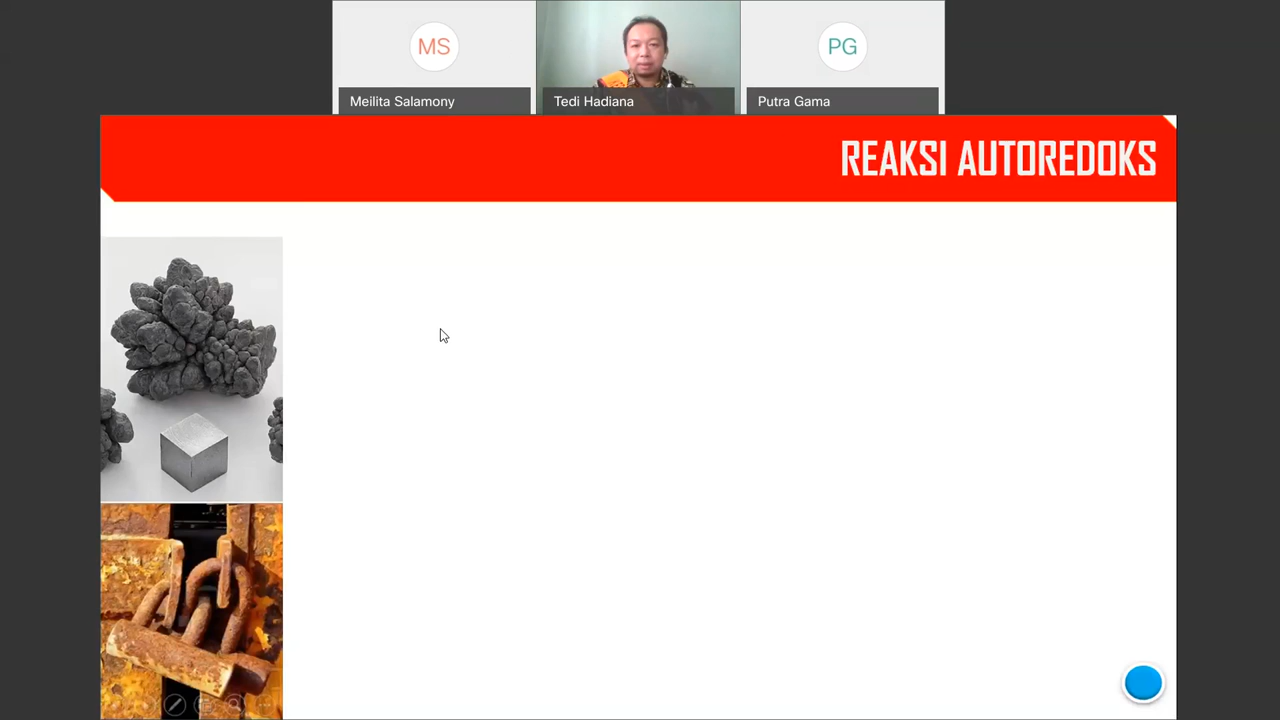 MS
PG
Meilita Salamony
Tedi Hadiana
Putra Gama
REAKSI AUTOREDOKS